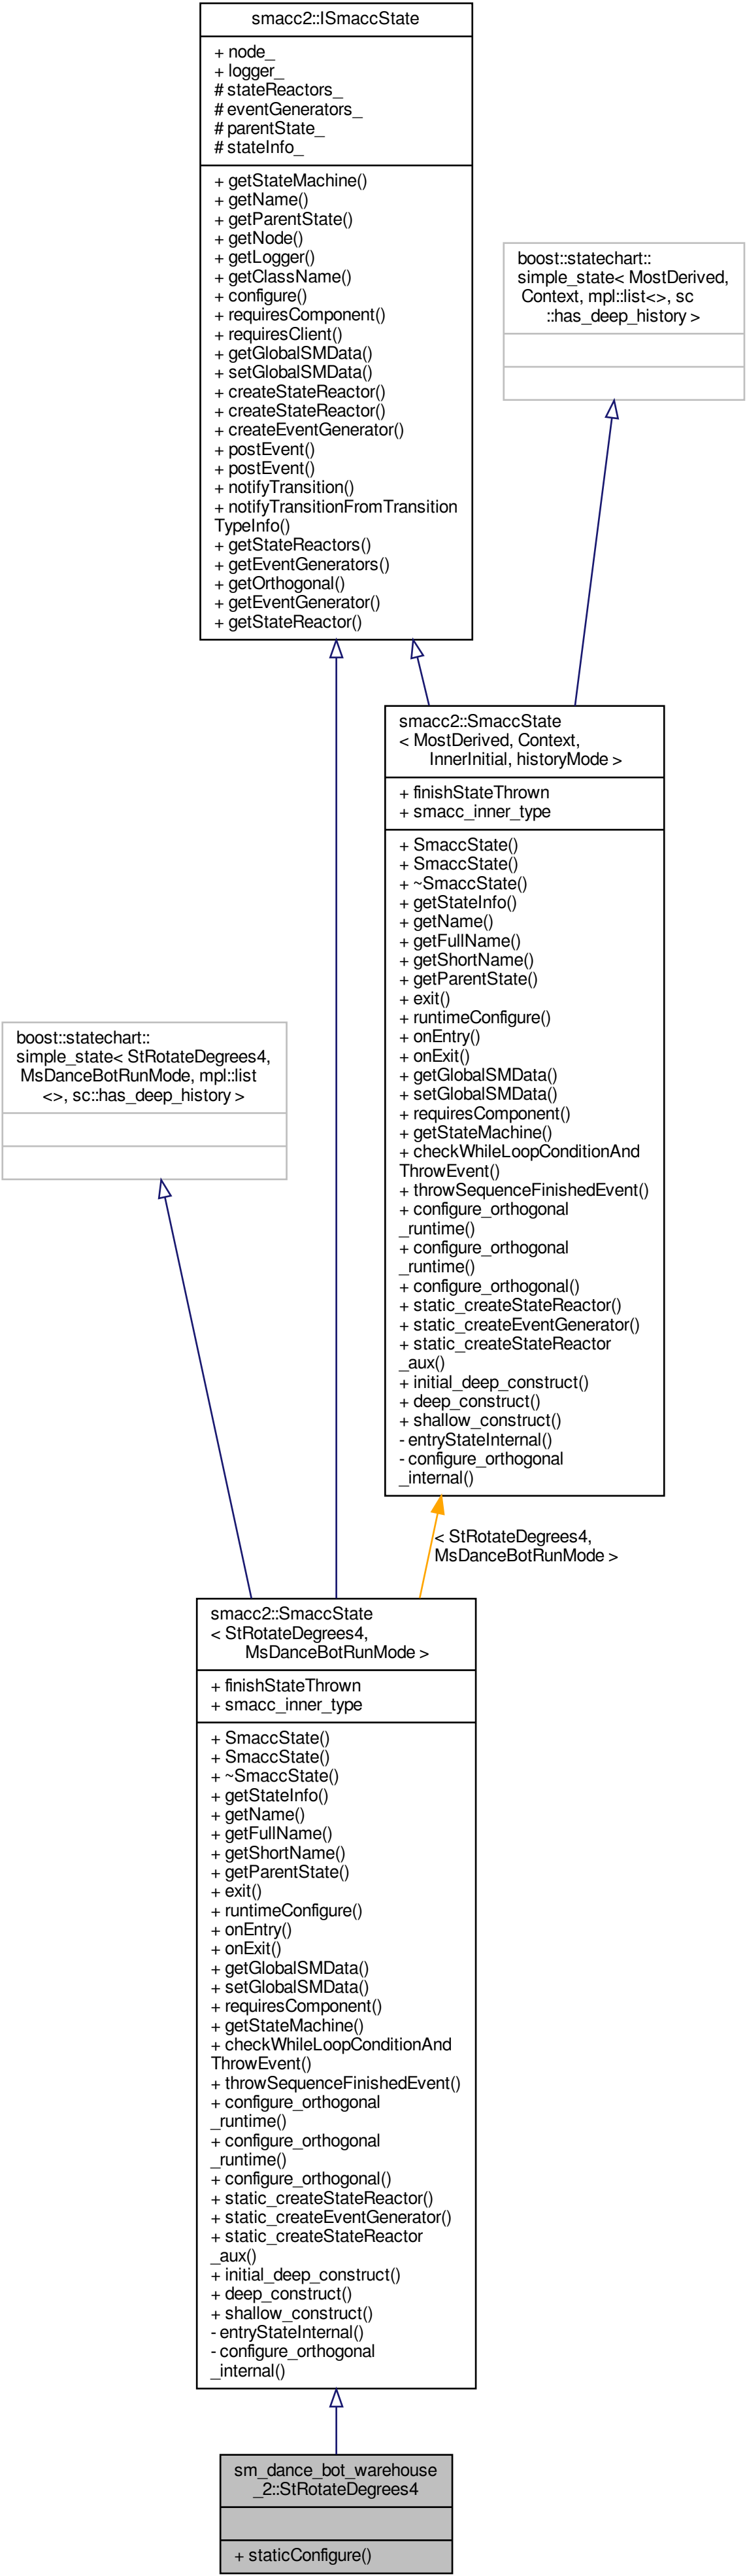 smacc2::ISmaccState
+ node_
+ logger_
# stateReactors_
# eventGenerators_
# parentState_
# stateInfo_
+ getStateMachine()
+ getName()
+ getParentState()
+ getNode()
+ getLogger()
+ getClassName()
+ configure()
+ requiresComponent()
+ requiresClient()
+ getGlobalSMData()
+ setGlobalSMData()
+ createStateReactor()
+ createStateReactor()
+ createEventGenerator()
+ postEvent()
+ postEvent()
+ notifyTransition()
+ notifyTransitionFromTransition
TypeInfo()
+ getStateReactors()
+ getEventGenerators()
+ getOrthogonal()
+ getEventGenerator()
+ getStateReactor()
boost::statechart::
simple_state< MostDerived,
Context, mpl::list<>, sc
::has_deep_history >
smacc2::SmaccState
< MostDerived, Context,
InnerInitial, historyMode >
+ finishStateThrown
+ smacc_inner_type
+ SmaccState()
+ SmaccState()
+ ~SmaccState()
+ getStateInfo()
+ getName()
+ getFullName()
+ getShortName()
+ getParentState()
+ exit()
+ runtimeConfigure()
+ onEntry()
+ onExit()
+ getGlobalSMData()
+ setGlobalSMData()
+ requiresComponent()
+ getStateMachine()
+ checkWhileLoopConditionAnd
ThrowEvent()
+ throwSequenceFinishedEvent()
+ configure_orthogonal
_runtime()
+ configure_orthogonal
_runtime()
+ configure_orthogonal()
+ static_createStateReactor()
+ static_createEventGenerator()
+ static_createStateReactor
_aux()
+ initial_deep_construct()
+ deep_construct()
+ shallow_construct()
- entryStateInternal()
- configure_orthogonal
_internal()
boost::statechart::
simple_state< StRotateDegrees4,
MsDanceBotRunMode, mpl::list
<>, sc::has_deep_history >
< StRotateDegrees4,
MsDanceBotRunMode >
smacc2::SmaccState
< StRotateDegrees4,
MsDanceBotRunMode >
+ finishStateThrown
+ smacc_inner_type
+ SmaccState()
+ SmaccState()
+ ~SmaccState()
+ getStateInfo()
+ getName()
+ getFullName()
+ getShortName()
+ getParentState()
+ exit()
+ runtimeConfigure()
+ onEntry()
+ onExit()
+ getGlobalSMData()
+ setGlobalSMData()
+ requiresComponent()
+ getStateMachine()
+ checkWhileLoopConditionAnd
ThrowEvent()
+ throwSequenceFinishedEvent()
+ configure_orthogonal
_runtime()
+ configure_orthogonal
_runtime()
+ configure_orthogonal()
+ static_createStateReactor()
+ static_createEventGenerator()
+ static_createStateReactor
_aux()
+ initial_deep_construct()
+ deep_construct()
+ shallow_construct()
- entryStateInternal()
- configure_orthogonal
_internal()
sm_dance_bot_warehouse
_2::StRotateDegrees4
+ staticConfigure()